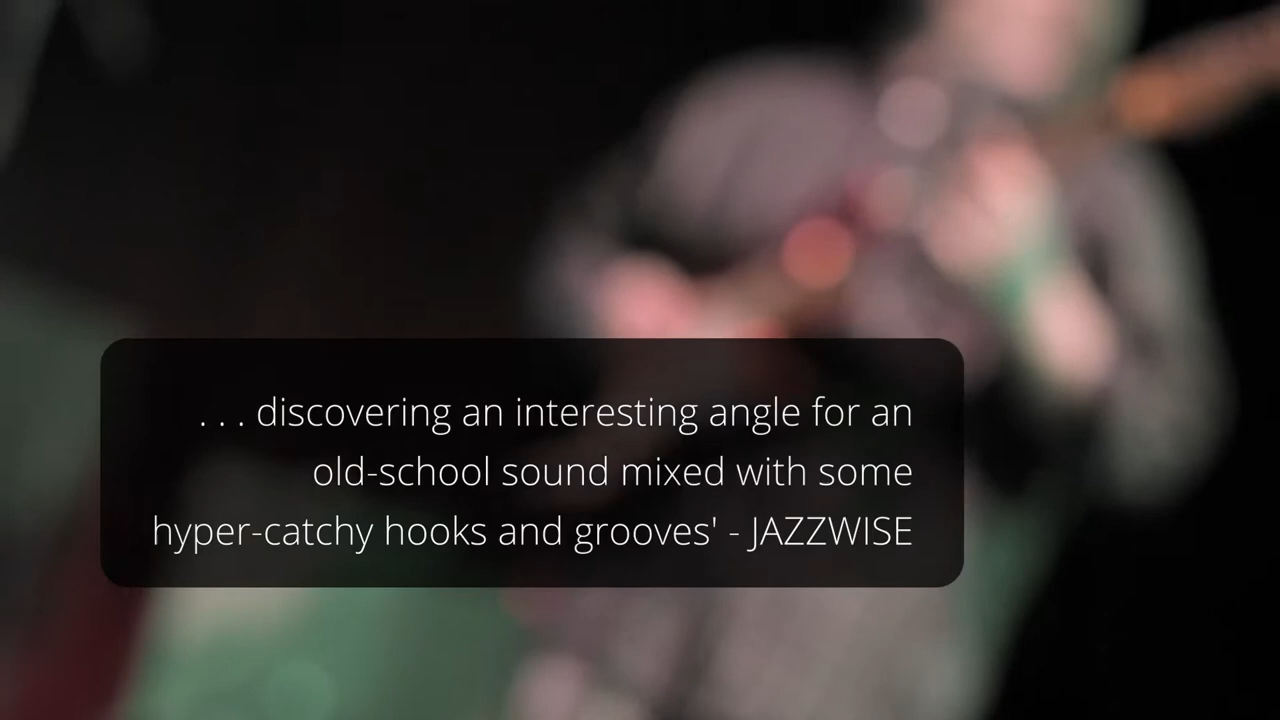 . . . discovering an interesting angle for an
old-school sound mixed with some
hyper-catchy hooks and grooves' - JAZZWISE